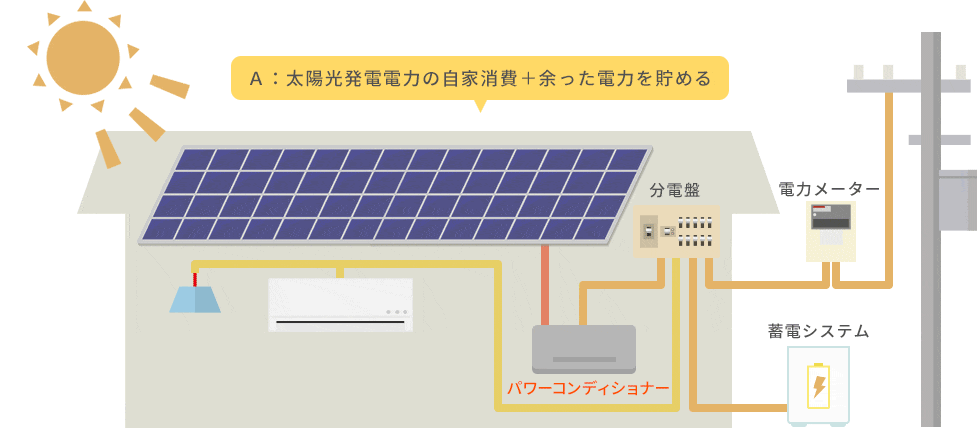 A：太陽光発電電力の自家消費＋余った電力を貯める
分電盤
電力メーター
蓄電システム
パワーコンディショナー